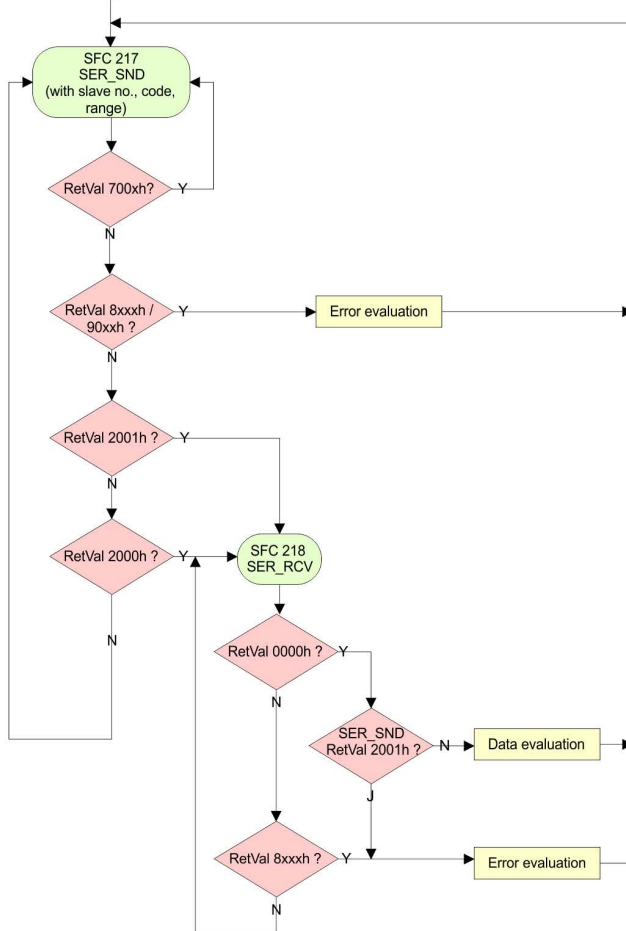 SFC 217
SER_SND
(with slave no., code,
range)
RetVal 700xh?
Y
N
RetVal 8xxxh /
90xxh ?
Y
Error evaluation
N
RetVal 2001h ?
Y
N
RetVal 2000h ?
Y
SFC 218
SER_RCV
N
RetVal 0000h ?
Y
N
SER_SND
RetVal 2001h ?
N
Data evaluation
J
RetVal 8xxxh ?
Y
Error evaluation
N